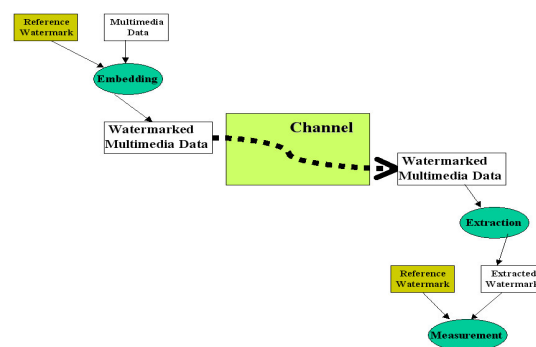 Reference
Watermark
Multimedia
Data
Embedding
Watermarked
Multimedia Data
Channel
Watermarked
Multimedia Data
Extraction
Reference
Watermark
Extracted
Watermark
Measurement